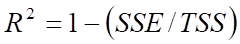 R² = 1 − (SSE / TSS)